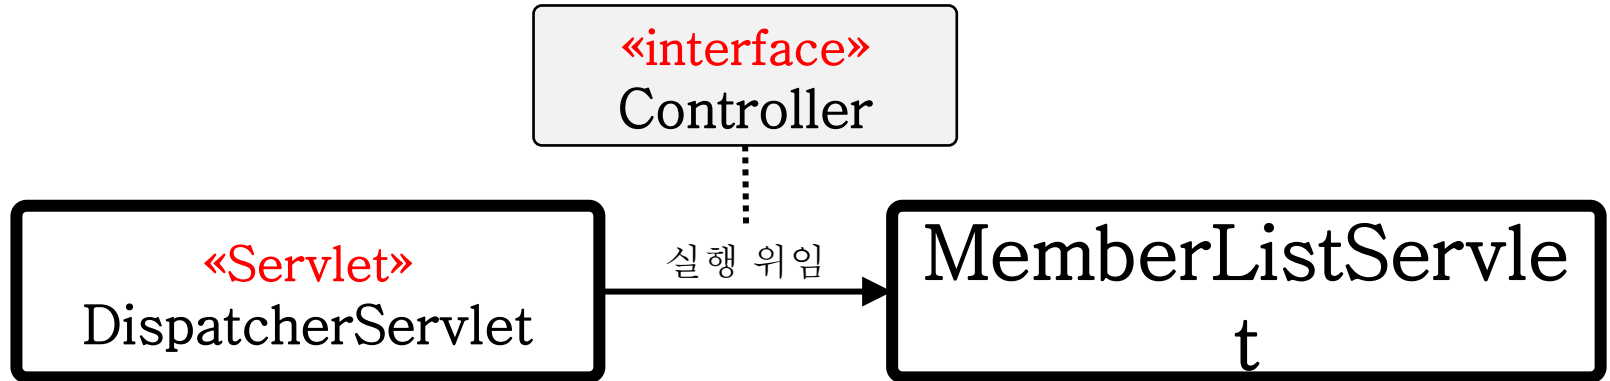 «interface»
Controller
«Servlet»
DispatcherServlet
실행 위임
MemberListServle
t